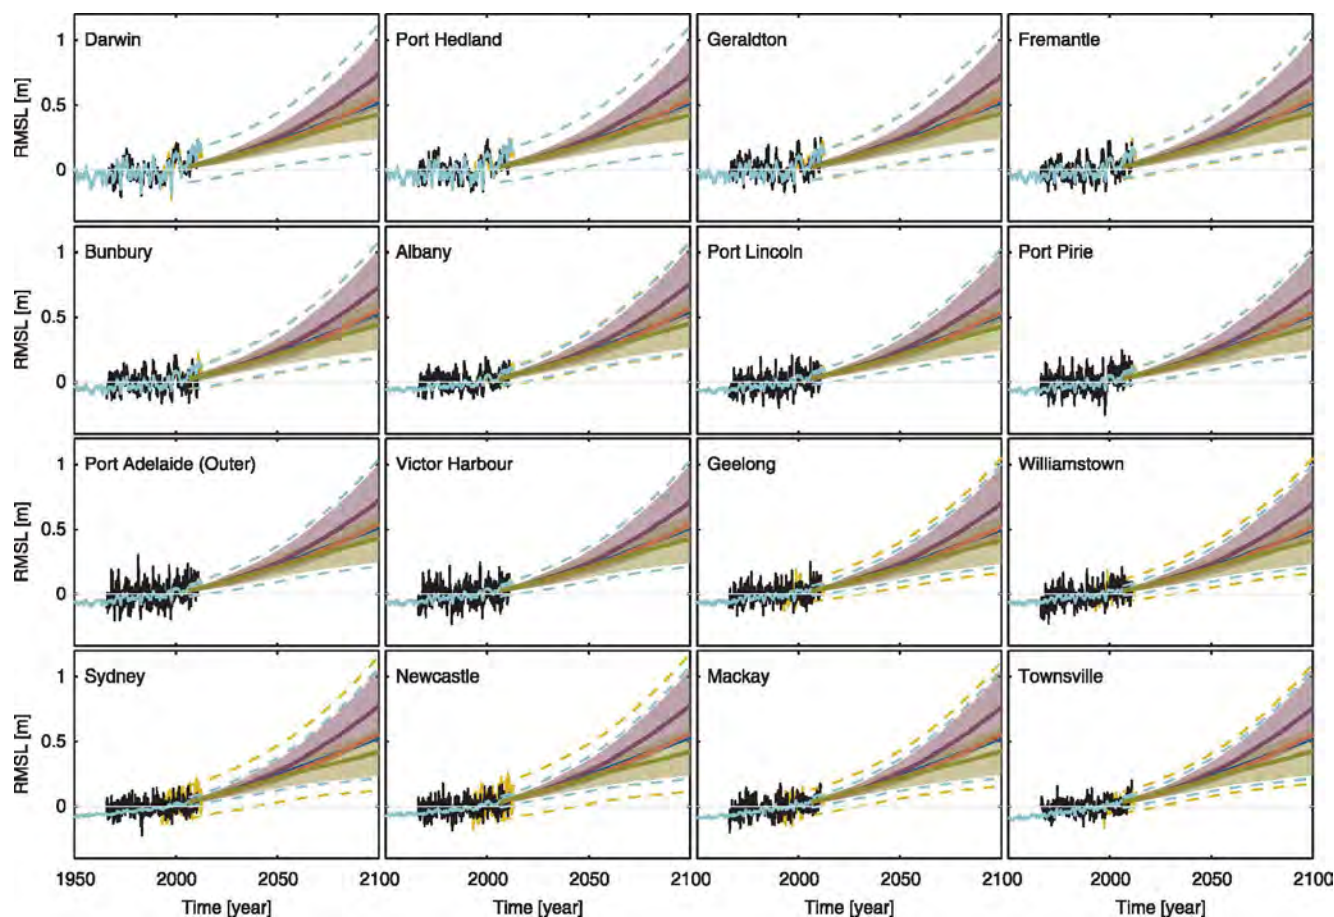 1 Darwin Port Hedland Geraldton Fremantle
RMSL [m]
0.5
0
1 Bunbury Albany Port Lincoln Port Pirie
RMSL [m]
0.5
0
1 Port Adelaide (Outer) Victor Harbour Geelong Williamstown
RMSL [m]
0.5
0
1 Sydney Newcastle Mackay Townsville
RMSL [m]
0.5
0
1950 2000 2050 2100 2000 2050 2100 2000 2050 2100 2000 2050 2100
Time [year] Time [year] Time [year] Time [year]